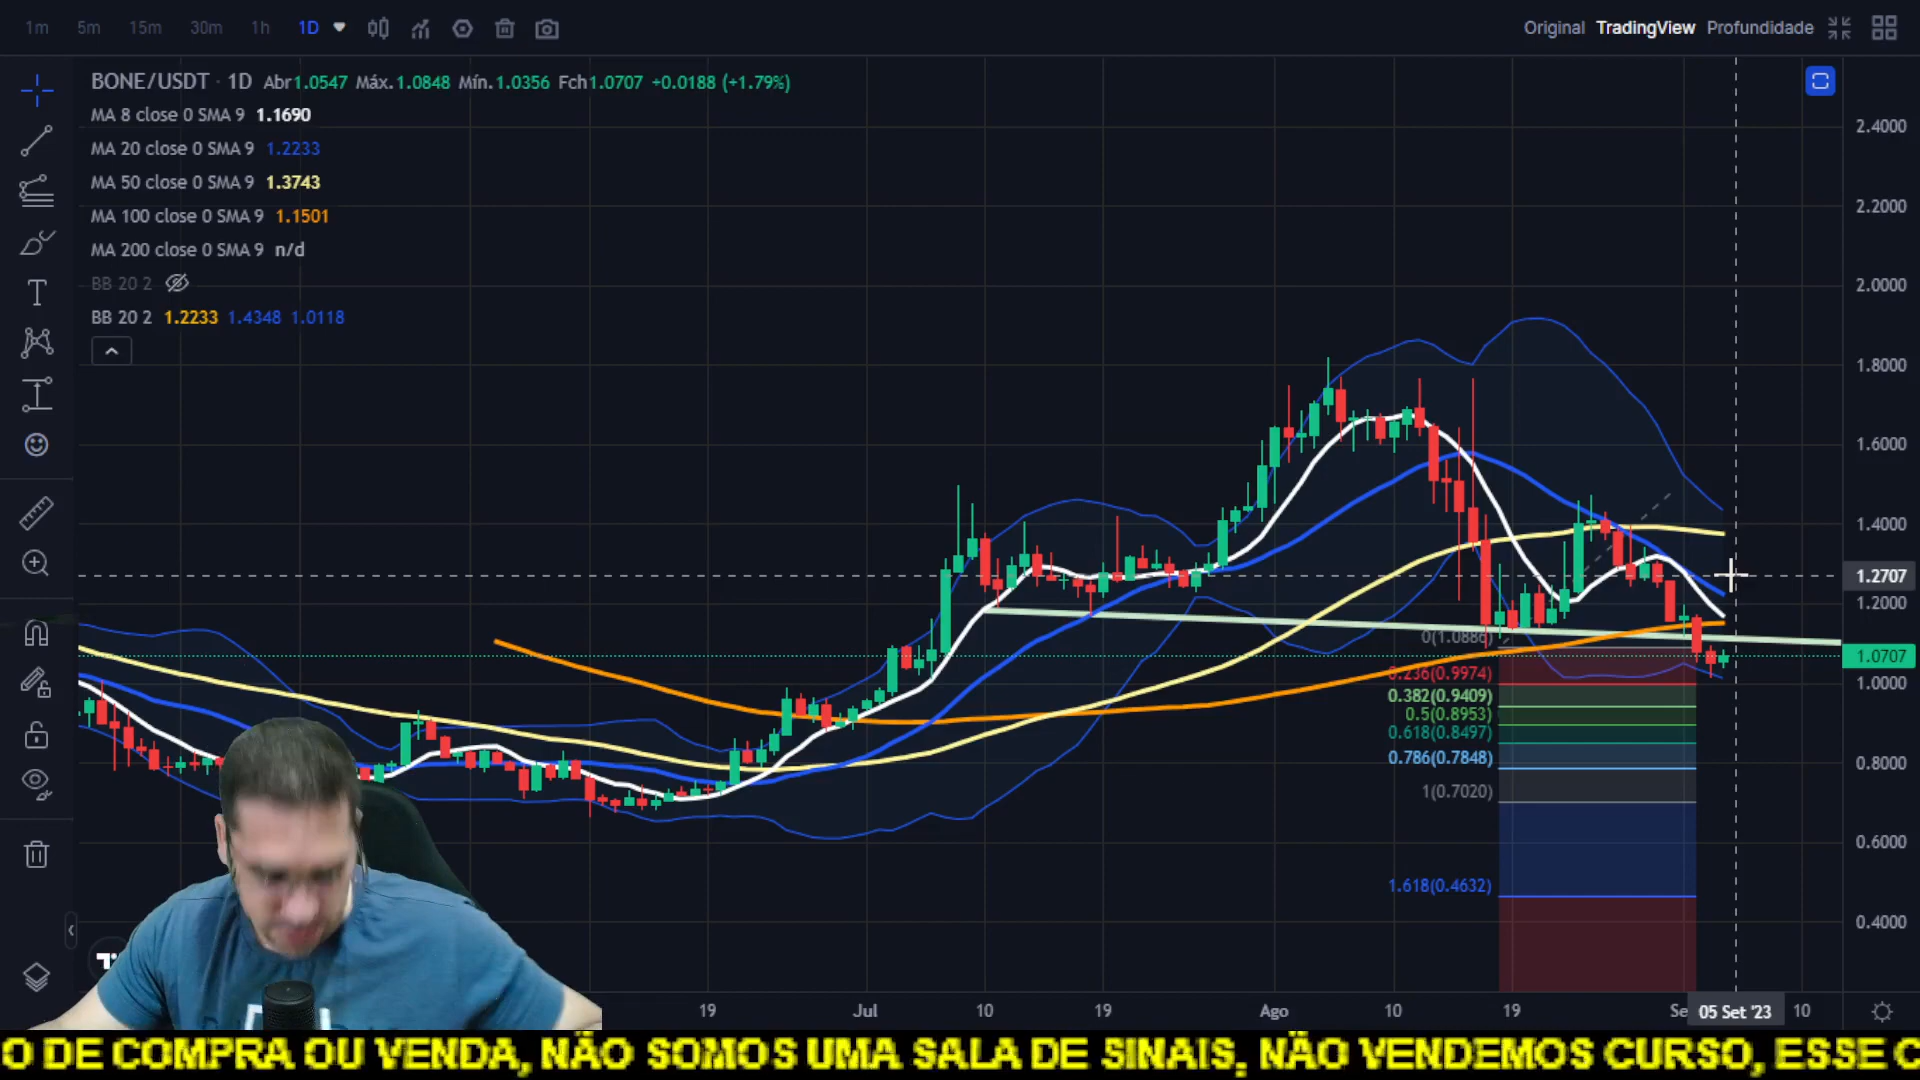 1m 5m 15m 30m 1h 1D Original TradingView Profundidade
BONE/USDT · 1D Abr1.0547 Máx.1.0848 Mín.1.0356 Fch1.0707 +0.0188 (+1.79%)
MA 8 close 0 SMA 9 1.1690
MA 20 close 0 SMA 9 1.2233
MA 50 close 0 SMA 9 1.3743
MA 100 close 0 SMA 9 1.1501
MA 200 close 0 SMA 9 n/d
BB 20 2
BB 20 2 1.2233 1.4348 1.0118
2.4000
2.2000
2.0000
1.8000
1.6000
1.4000
1.2707
1.2000
1.0707
1.0000
0.8000
0.6000
0.4000
0(1.0886)
0.236(0.9974)
0.382(0.9409)
0.5(0.8953)
0.618(0.8497)
0.786(0.7848)
1(0.7020)
1.618(0.4632)
19 Jul 10 19 Ago 10 19 Se 05 Set '23 10
O DE COMPRA OU VENDA, NÃO SOMOS UMA SALA DE SINAIS, NÃO VENDEMOS CURSO, ESSE C